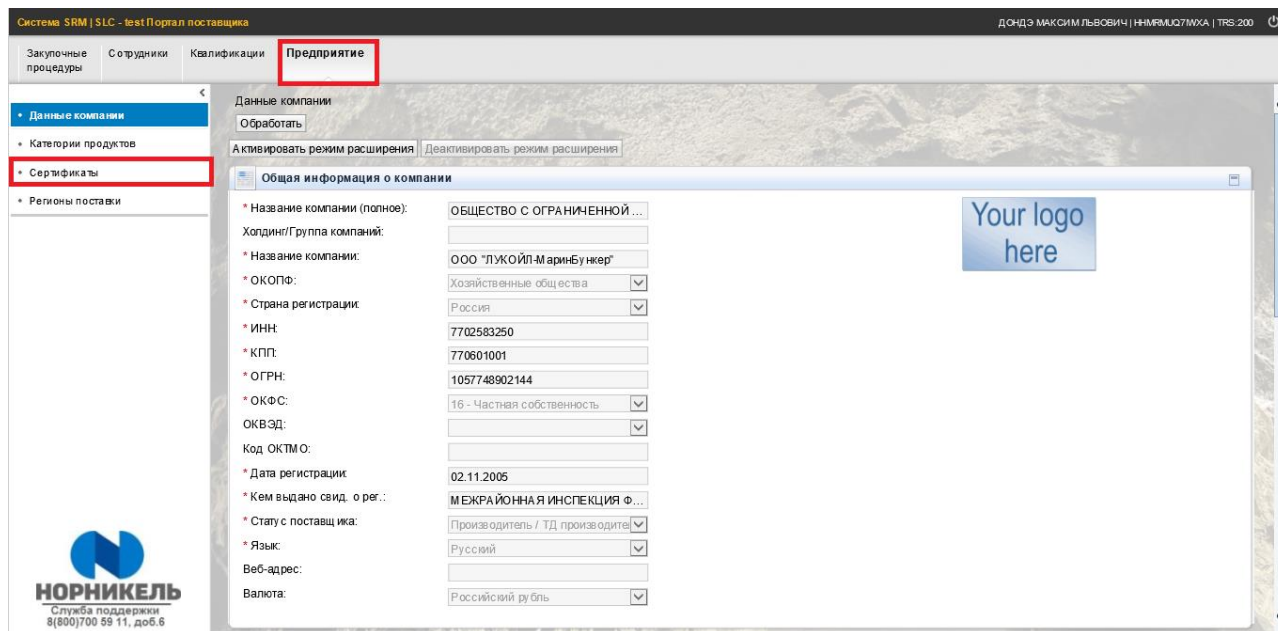 Система SRM | SLC - test Портал поставщика
ДОНДЭ МАКСИМ ЛЬВОВИЧ | HHMRMUQ7IWXA | TRS:200
Закупочные процедуры
Сотрудники
Квалификации
Предприятие
Данные компании
Категории продуктов
Сертификаты
Регионы поставки
Данные компании
Обработать
Активировать режим расширения
Деактивировать режим расширения
Общая информация о компании
* Название компании (полное): ОБЩЕСТВО С ОГРАНИЧЕННОЙ ...
Холдинг/Группа компаний:
* Название компании: ООО "ЛУКОЙЛ-МаринБункер"
* ОКОПФ: Хозяйственные общества
* Страна регистрации: Россия
* ИНН: 7702583250
* КПП: 770601001
* ОГРН: 1057748902144
* ОКФС: 16 - Частная собственность
ОКВЭД:
Код ОКТМО:
* Дата регистрации: 02.11.2005
* Кем выдано свид. о рег.: МЕЖРАЙОННАЯ ИНСПЕКЦИЯ Ф...
* Статус поставщика: Производитель / ТД производите
* Язык: Русский
Веб-адрес:
Валюта: Российский рубль
Your logo
here
НОРНИКЕЛЬ
Служба поддержки
8(800)700 59 11, доб.6